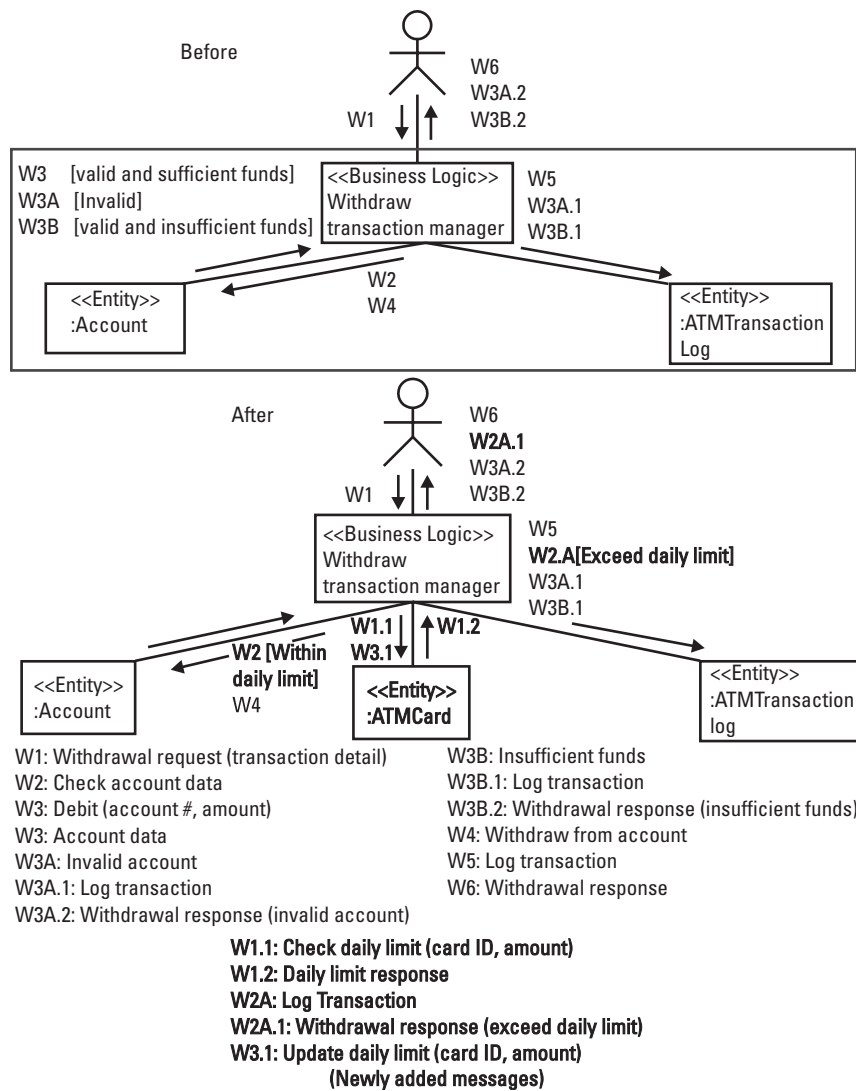 Before
W6
W3A.2
W3B.2
W1
W3 [valid and sufficient funds]
W3A [Invalid]
W3B [valid and insufficient funds]
<<Business Logic>>
Withdraw
transaction manager
W5
W3A.1
W3B.1
W2
W4
<<Entity>>
:Account
<<Entity>>
:ATMTransaction
Log
After
W6
W2A.1
W3A.2
W3B.2
W1
<<Business Logic>>
Withdraw
transaction manager
W5
W2.A[Exceed daily limit]
W3A.1
W3B.1
W1.1
W3.1
W1.2
W2 [Within
daily limit]
W4
<<Entity>>
:Account
<<Entity>>
:ATMCard
<<Entity>>
:ATMTransaction
log
W1: Withdrawal request (transaction detail)
W2: Check account data
W3: Debit (account #, amount)
W3: Account data
W3A: Invalid account
W3A.1: Log transaction
W3A.2: Withdrawal response (invalid account)
W3B: Insufficient funds
W3B.1: Log transaction
W3B.2: Withdrawal response (insufficient funds)
W4: Withdraw from account
W5: Log transaction
W6: Withdrawal response
W1.1: Check daily limit (card ID, amount)
W1.2: Daily limit response
W2A: Log Transaction
W2A.1: Withdrawal response (exceed daily limit)
W3.1: Update daily limit (card ID, amount)
(Newly added messages)